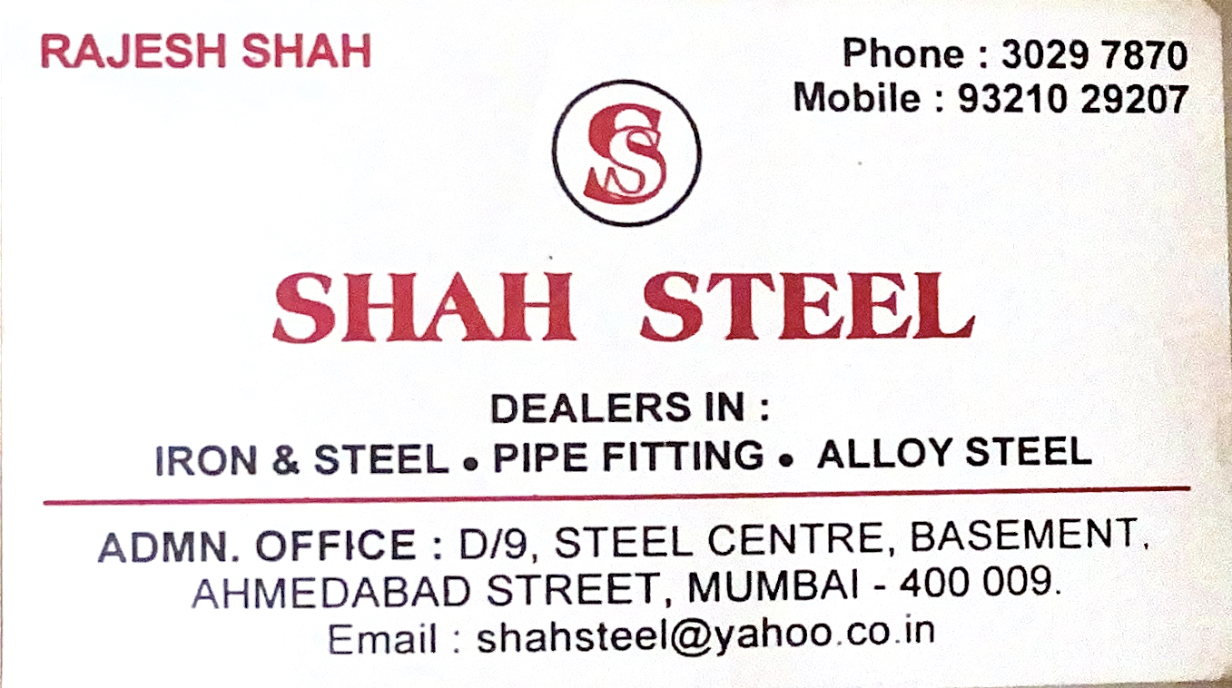 RAJESH SHAH
Phone : 3029 7870
Mobile : 93210 29207
SS
SHAH STEEL
DEALERS IN :
IRON & STEEL • PIPE FITTING • ALLOY STEEL
ADMN. OFFICE : D/9, STEEL CENTRE, BASEMENT,
AHMEDABAD STREET, MUMBAI - 400 009.
Email : shahsteel@yahoo.co.in